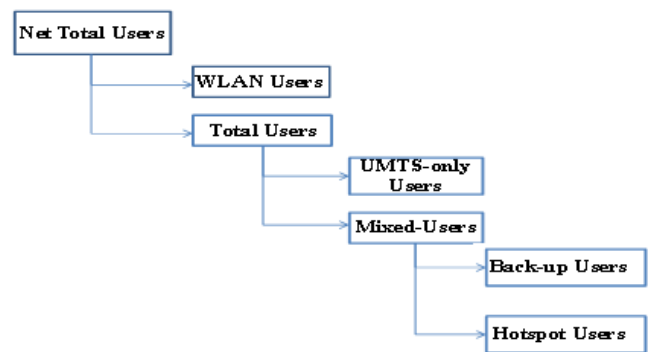 Net Total Users
WLAN Users
Total Users
UMTS-only
Users
Mixed-Users
Back-up Users
Hotspot Users